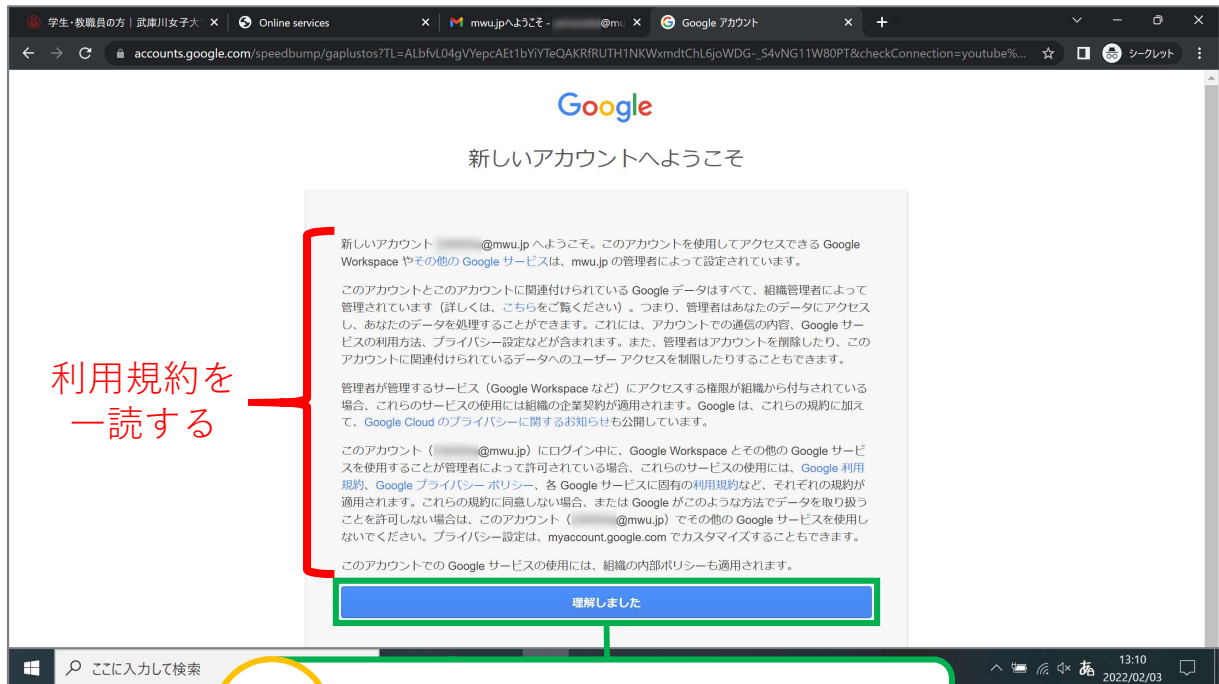 学生・教職員の方 | 武庫川女子大
Online services
mwu.jpへようこそ -
@mu
Google アカウント
accounts.google.com/speedbump/gaplustos?TL=ALbfvL04gVYepcAEt1bYiYTeQAKRfRUTH1NKWxmdtChL6joWDG-_S4vNG11W80PT&checkConnection=youtube%...
シークレット
Google
新しいアカウントへようこそ
新しいアカウント @mwu.jp へようこそ。このアカウントを使用してアクセスできる Google
Workspace やその他の Google サービスは、mwu.jp の管理者によって設定されています。
このアカウントとこのアカウントに関連付けられている Google データはすべて、組織管理者によって
管理されています（詳しくは、こちらをご覧ください）。つまり、管理者はあなたのデータにアクセス
し、あなたのデータを処理することができます。これには、アカウントでの通信の内容、Google サー
ビスの利用方法、プライバシー設定などが含まれます。また、管理者はアカウントを削除したり、この
アカウントに関連付けられているデータへのユーザー アクセスを制限したりすることもできます。
利用規約を
一読する
管理者が管理するサービス（Google Workspace など）にアクセスする権限が組織から付与されている
場合、これらのサービスの使用には組織の企業契約が適用されます。Google は、これらの規約に加え
て、Google Cloud のプライバシーに関するお知らせも公開しています。
このアカウント（ @mwu.jp）にログイン中に、Google Workspace とその他の Google サービ
スを使用することが管理者によって許可されている場合、これらのサービスの使用には、Google 利用
規約、Google プライバシー ポリシー、各 Google サービスに固有の利用規約など、それぞれの規約が
適用されます。これらの規約に同意しない場合、または Google がこのような方法でデータを取り扱う
ことを許可しない場合は、このアカウント（ @mwu.jp）でその他の Google サービスを使用し
ないでください。プライバシー設定は、myaccount.google.com でカスタマイズすることもできます。
このアカウントでの Google サービスの使用には、組織の内部ポリシーも適用されます。
理解しました
ここに入力して検索
あ
13:10
2022/02/03